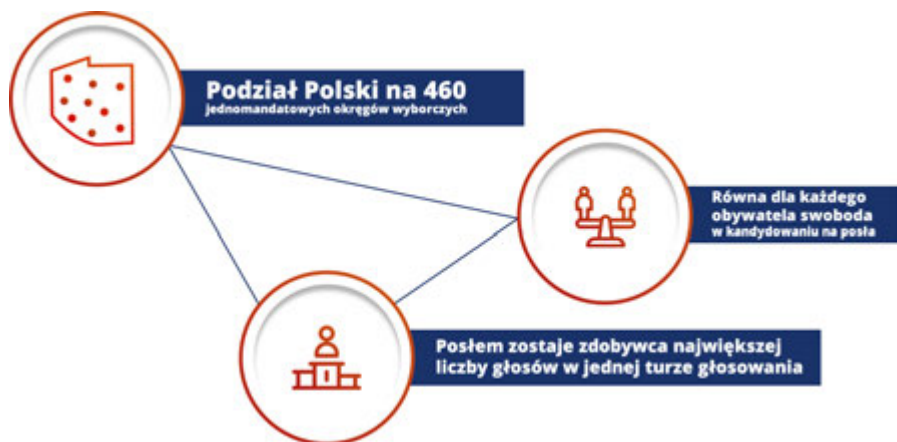 Podział Polski na 460
jednomandatowych okręgów wyborczych
Równa dla każdego
obywatela swoboda
w kandydowaniu na posła
Posłem zostaje zdobywca największej
liczby głosów w jednej turze głosowania